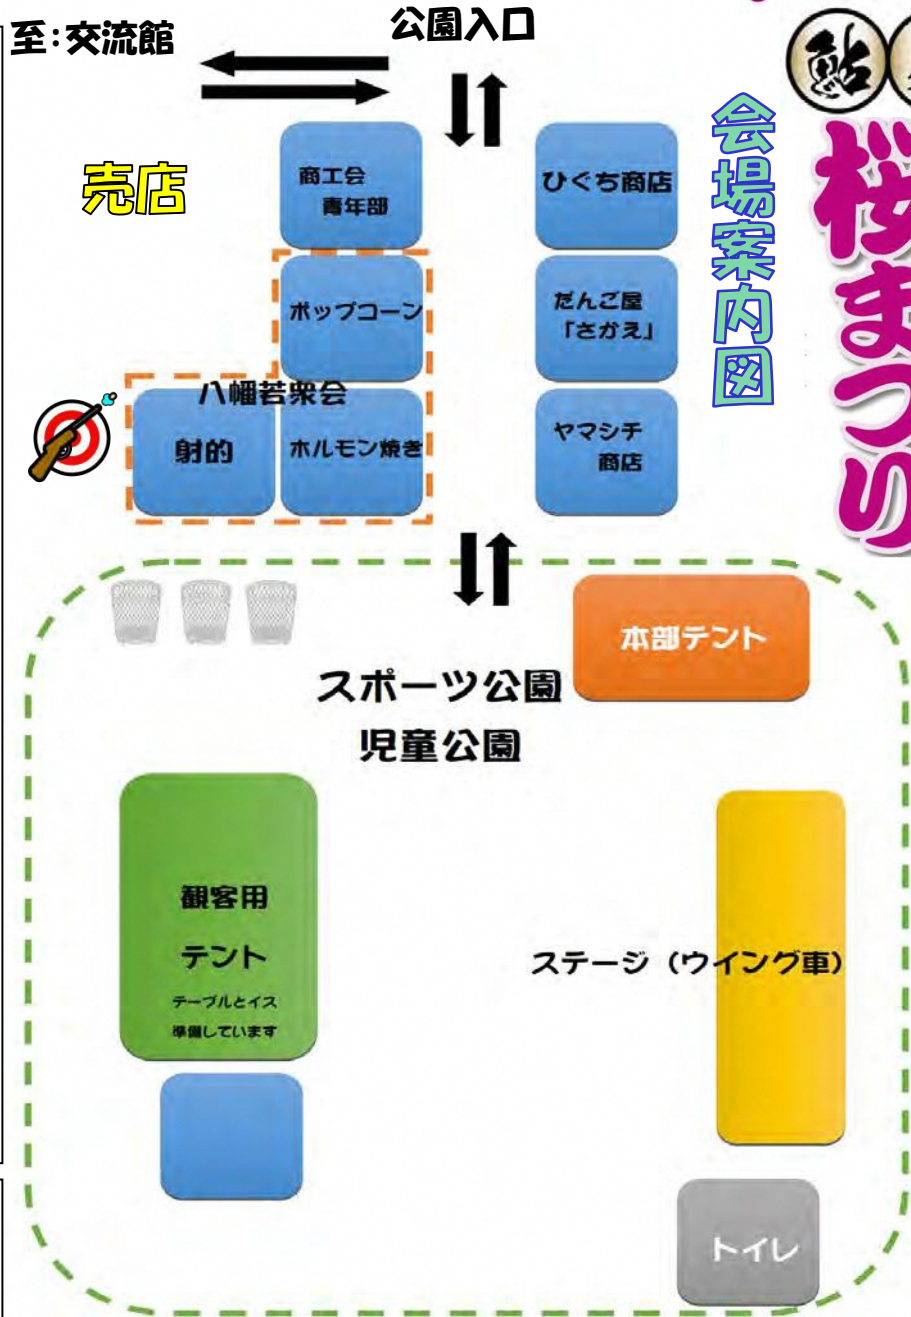 至：交流館
公園入口
鮎
桜まつり
会場案内図
売店
商工会
青年部
ひぐち商店
ポップコーン
だんご屋
「さかえ」
八幡若衆会
射的
ホルモン焼き
ヤマシチ
商店
本部テント
スポーツ公園
児童公園
観客用
テント
テーブルとイス
準備しています
ステージ（ウイング車）
トイレ